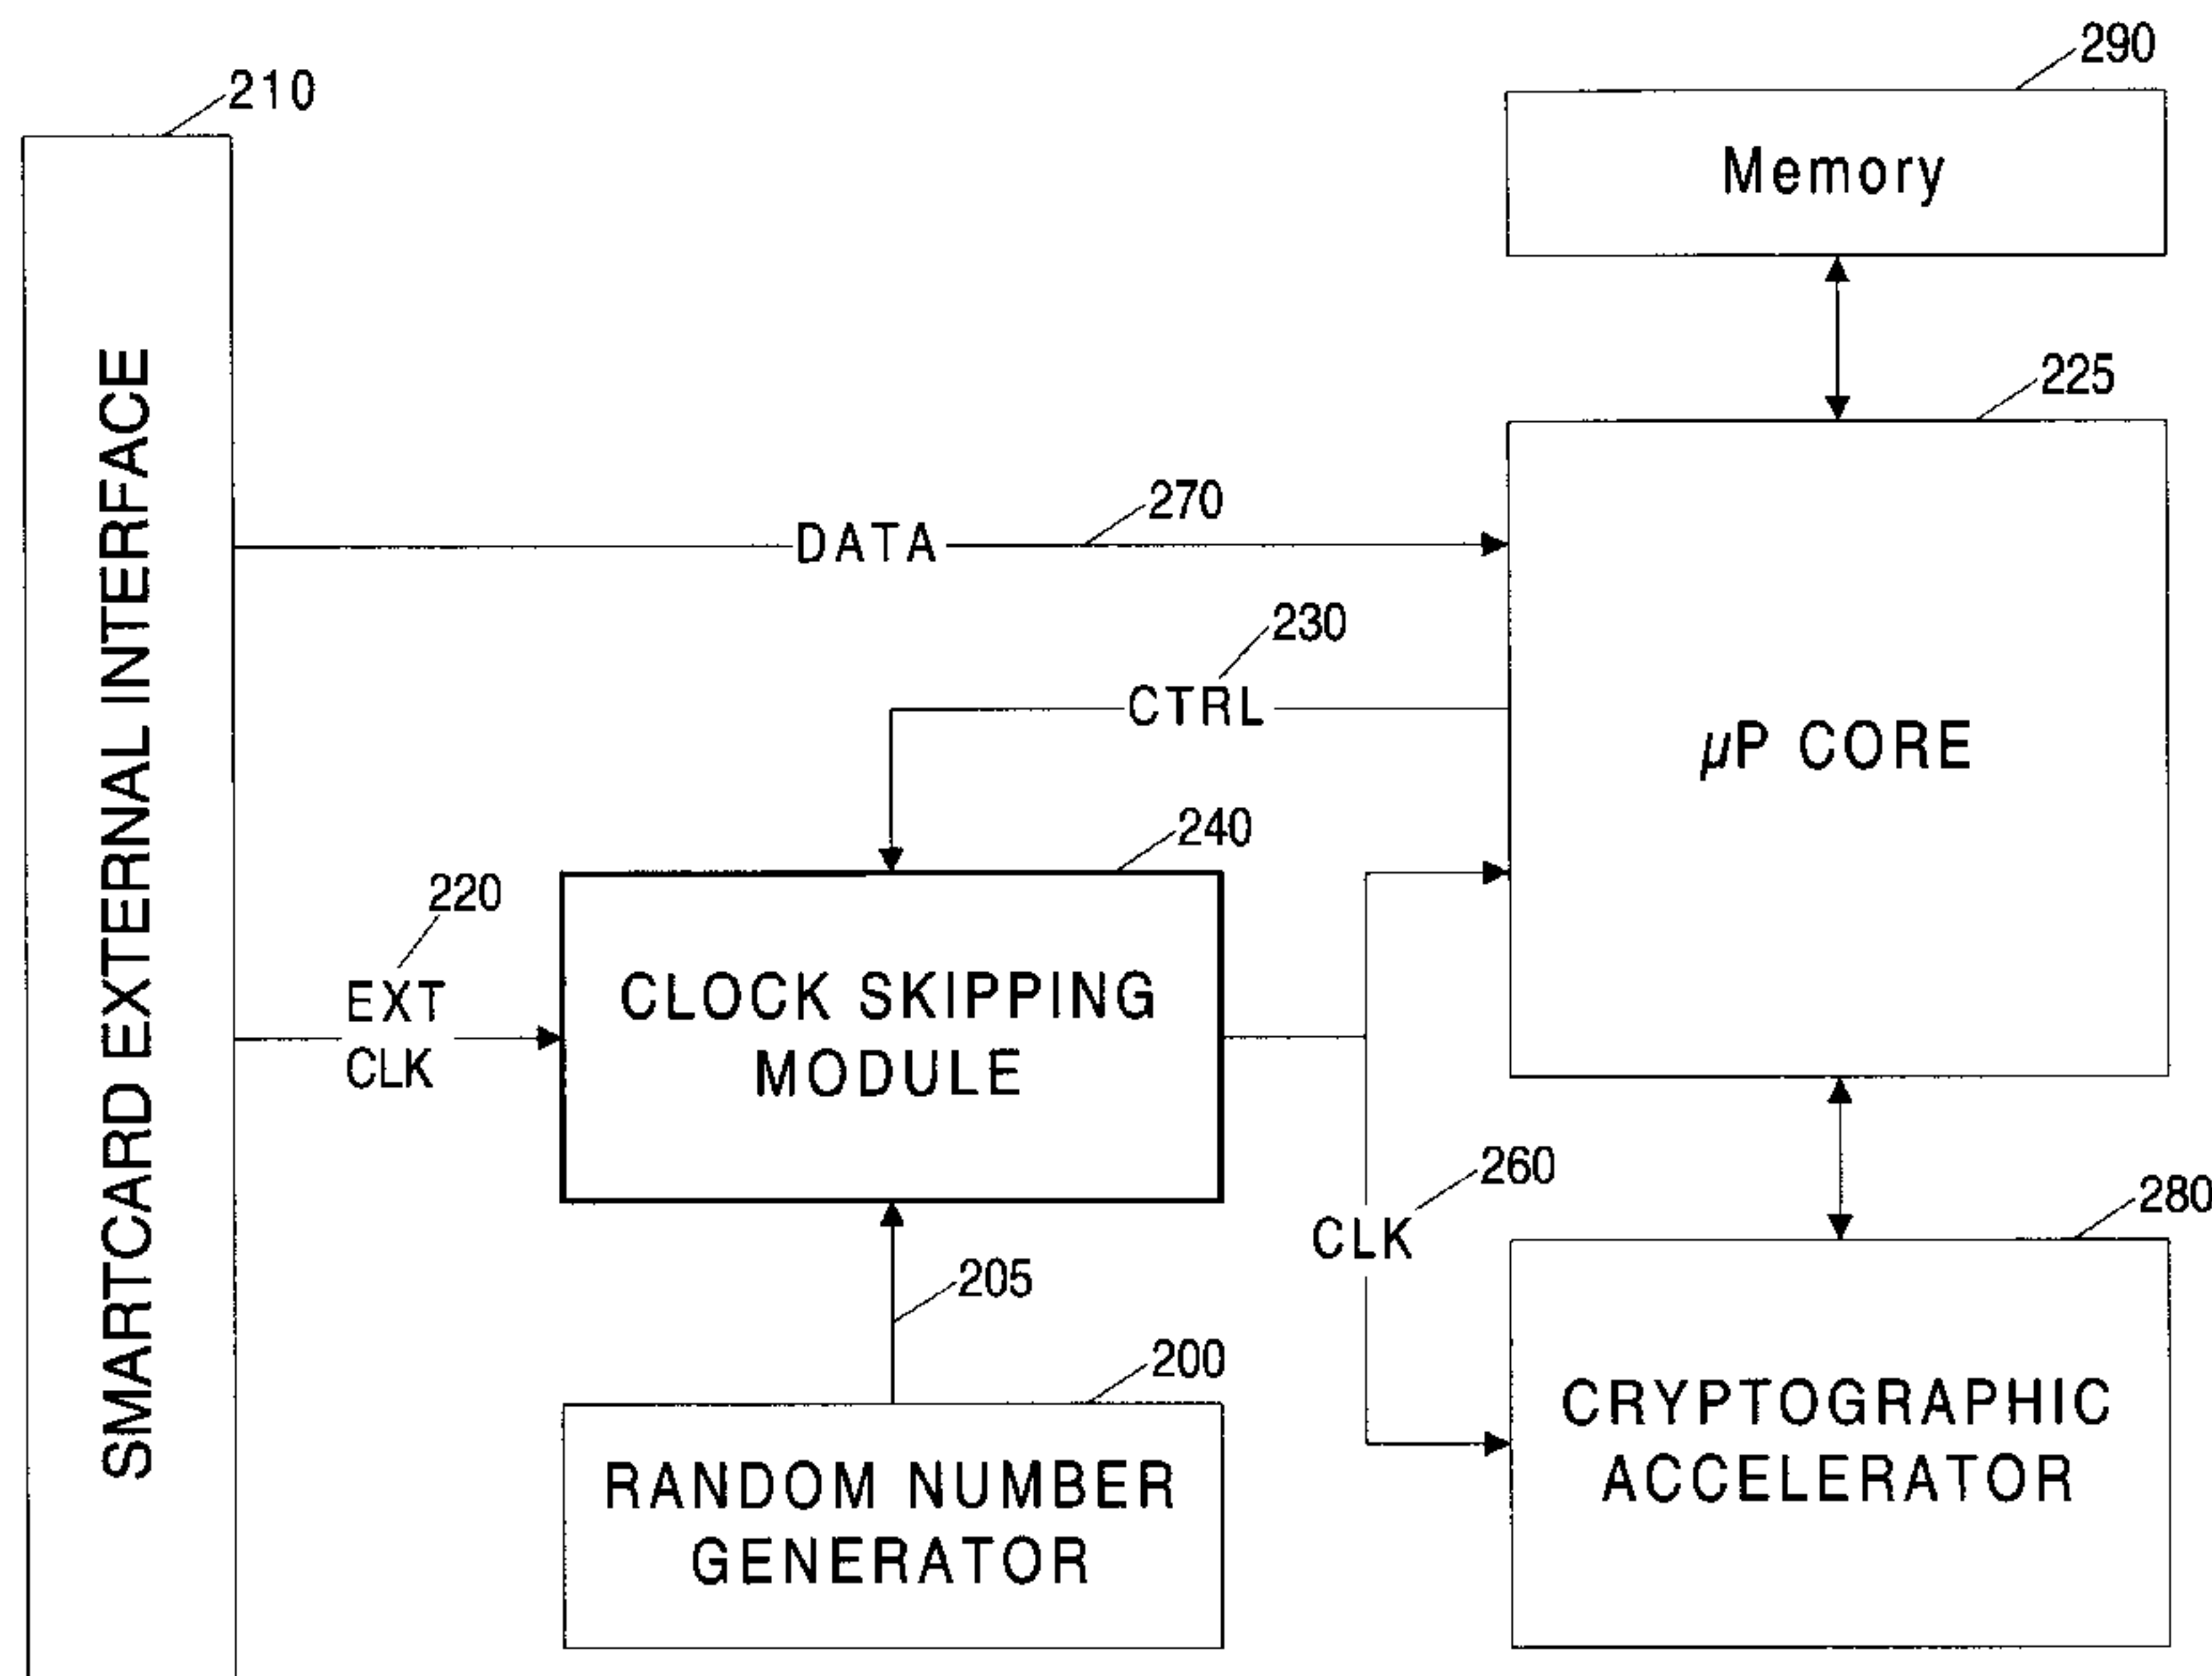 290
210
Memory
225
SMARTCARD EXTERNAL INTERFACE
270
DATA
230
CTRL
µP CORE
240
220
EXT
CLK
CLOCK SKIPPING
MODULE
260
280
CLK
205
200
CRYPTOGRAPHIC
ACCELERATOR
RANDOM NUMBER
GENERATOR